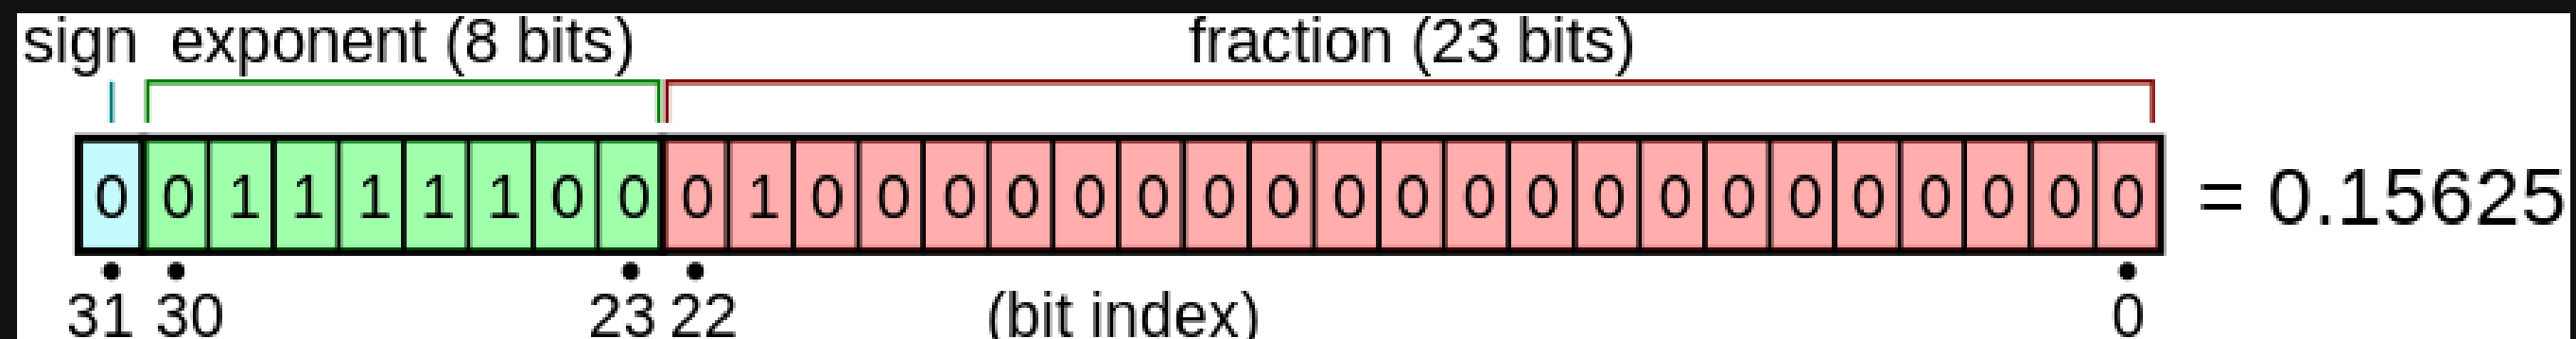 sign exponent (8 bits) fraction (23 bits)
0 0 1 1 1 1 1 0 0 0 1 0 0 0 0 0 0 0 0 0 0 0 0 0 0 0 0 0 0 0 0 0 = 0.15625
31 30 23 22 (bit index) 0